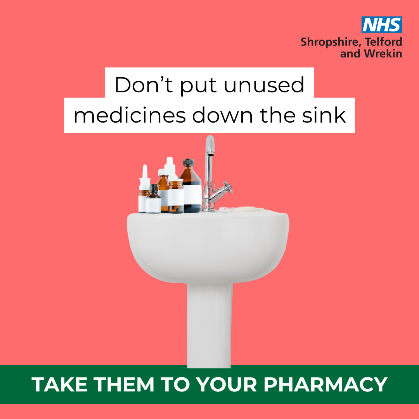 NHS
Shropshire, Telford
and Wrekin
Don't put unused
medicines down the sink
TAKE THEM TO YOUR PHARMACY